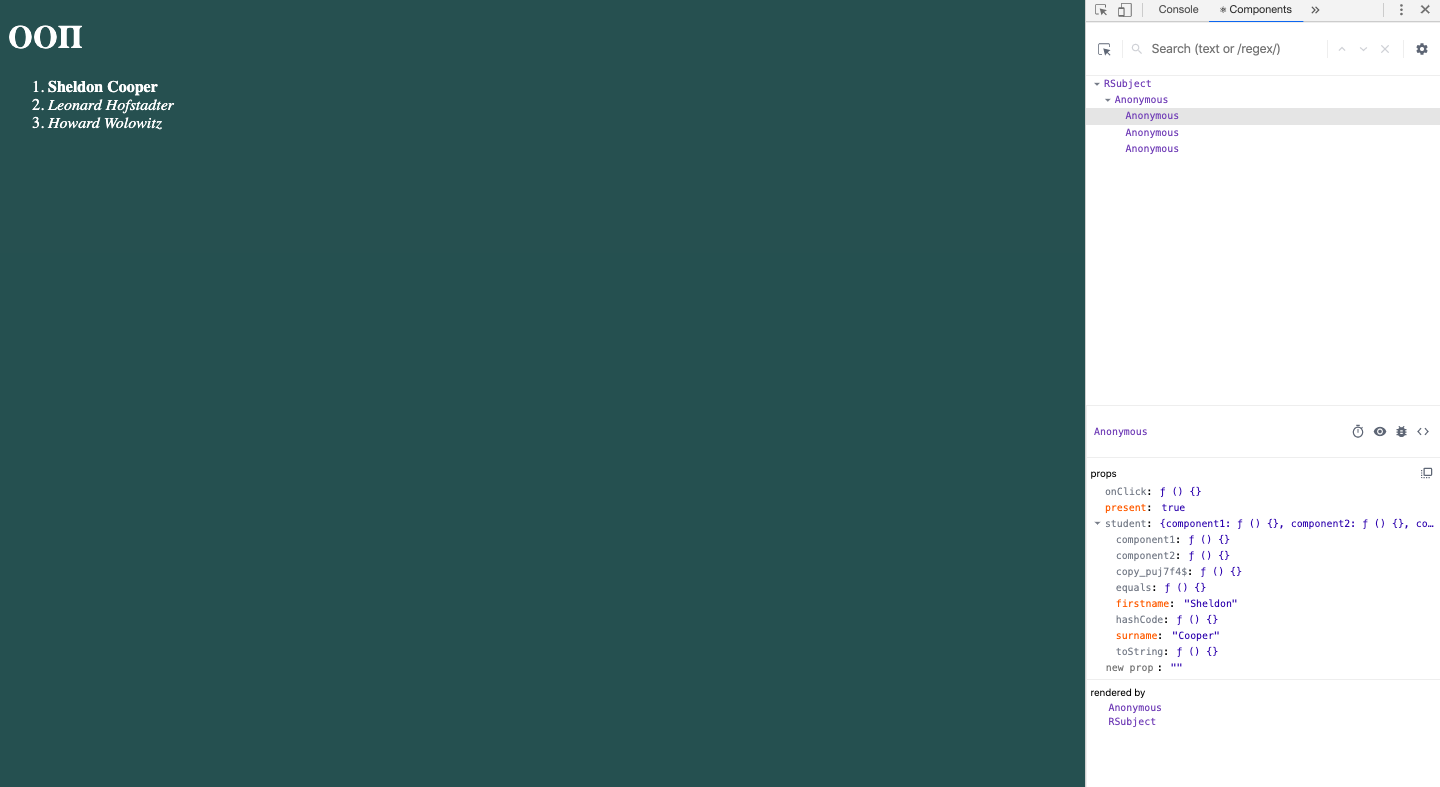 ООП
1. Sheldon Cooper
2. Leonard Hofstadter
3. Howard Wolowitz
Console
Components
Search (text or /regex/)
RSubject
Anonymous
Anonymous
Anonymous
Anonymous
Anonymous
props
onClick: ƒ () {}
present: true
student: {component1: ƒ () {}, component2: ƒ () {}, co…
component1: ƒ () {}
component2: ƒ () {}
copy_puj7f4$: ƒ () {}
equals: ƒ () {}
firstname: "Sheldon"
hashCode: ƒ () {}
surname: "Cooper"
toString: ƒ () {}
new prop: ""
rendered by
Anonymous
RSubject